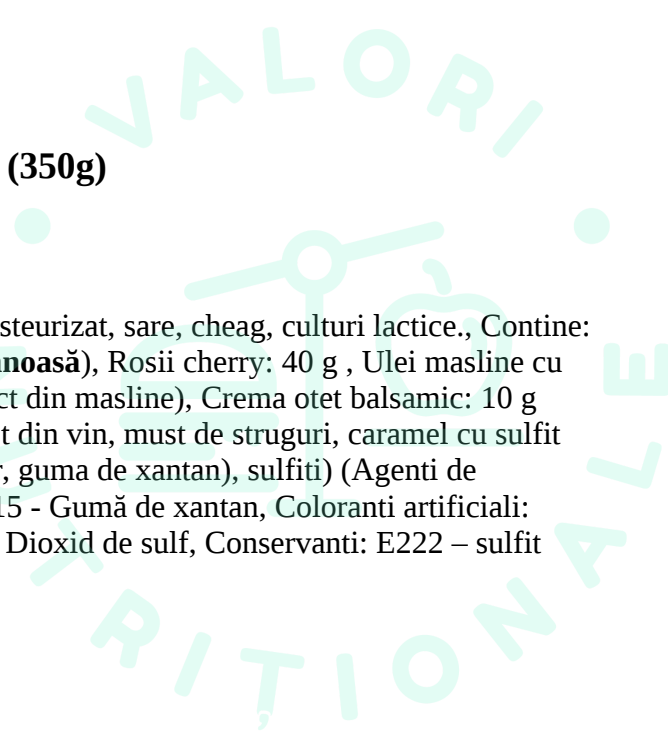 VALORI NUTRITIONALE
(350g)
steurizat, sare, cheag, culturi lactice., Contine:
noasă), Rosii cherry: 40 g , Ulei masline cu
ct din masline), Crema otet balsamic: 10 g
t din vin, must de struguri, caramel cu sulfit
, guma de xantan), sulfiti) (Agenti de
15 - Gumă de xantan, Coloranti artificiali:
Dioxid de sulf, Conservanti: E222 – sulfit